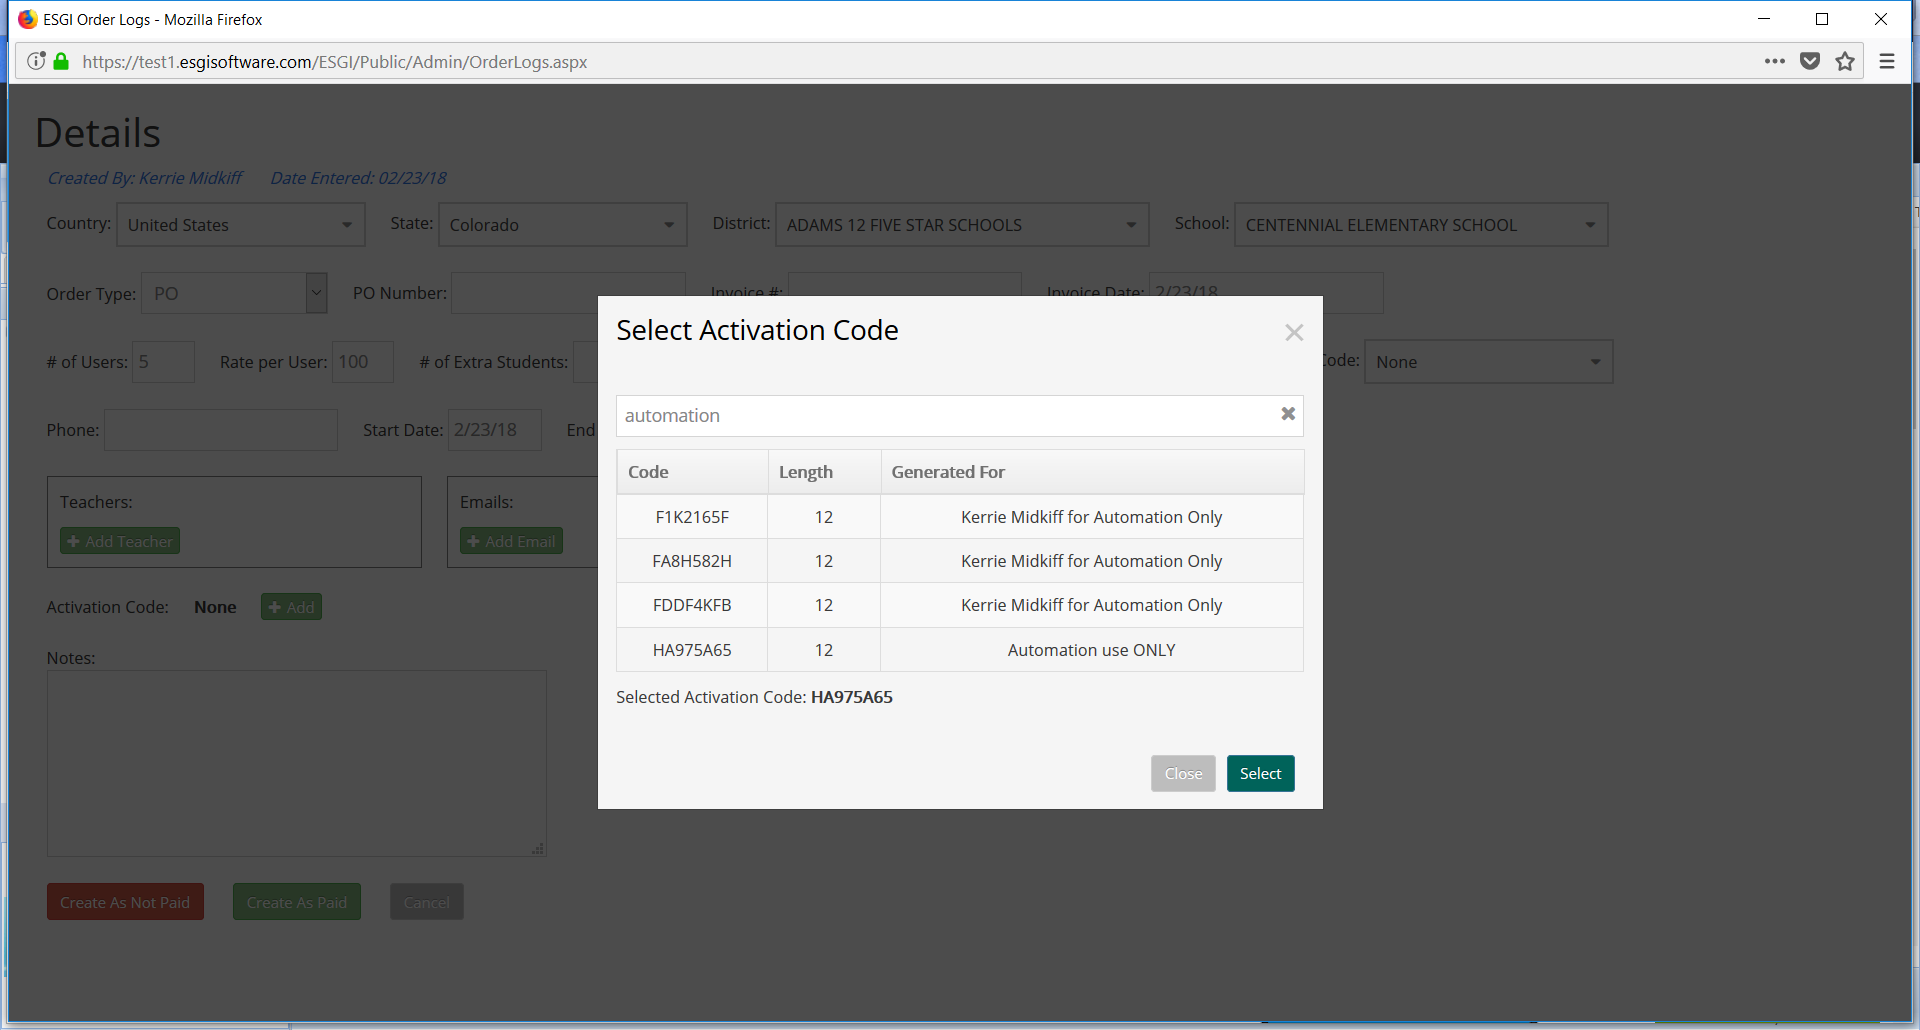 ESGI Order Logs - Mozilla Firefox
https://test1.esgisoftware.com/ESGI/Public/Admin/OrderLogs.aspx
Details
Created By: Kerrie Midkiff Date Entered: 02/23/18
Country: United States State: Colorado District: ADAMS 12 FIVE STAR SCHOOLS School: CENTENNIAL ELEMENTARY SCHOOL
Order Type: PO PO Number: Invoice #: Invoice Date: 2/23/18
# of Users: 5 Rate per User: 100 # of Extra Students: Code: None
Phone: Start Date: 2/23/18 End
Teachers: Emails:
Add Teacher Add Email
Activation Code: None Add
Notes:
Create As Not Paid Create As Paid Cancel
Select Activation Code
automation
Code Length Generated For
F1K2165F 12 Kerrie Midkiff for Automation Only
FA8H582H 12 Kerrie Midkiff for Automation Only
FDDF4KFB 12 Kerrie Midkiff for Automation Only
HA975A65 12 Automation use ONLY
Selected Activation Code: HA975A65
Close Select